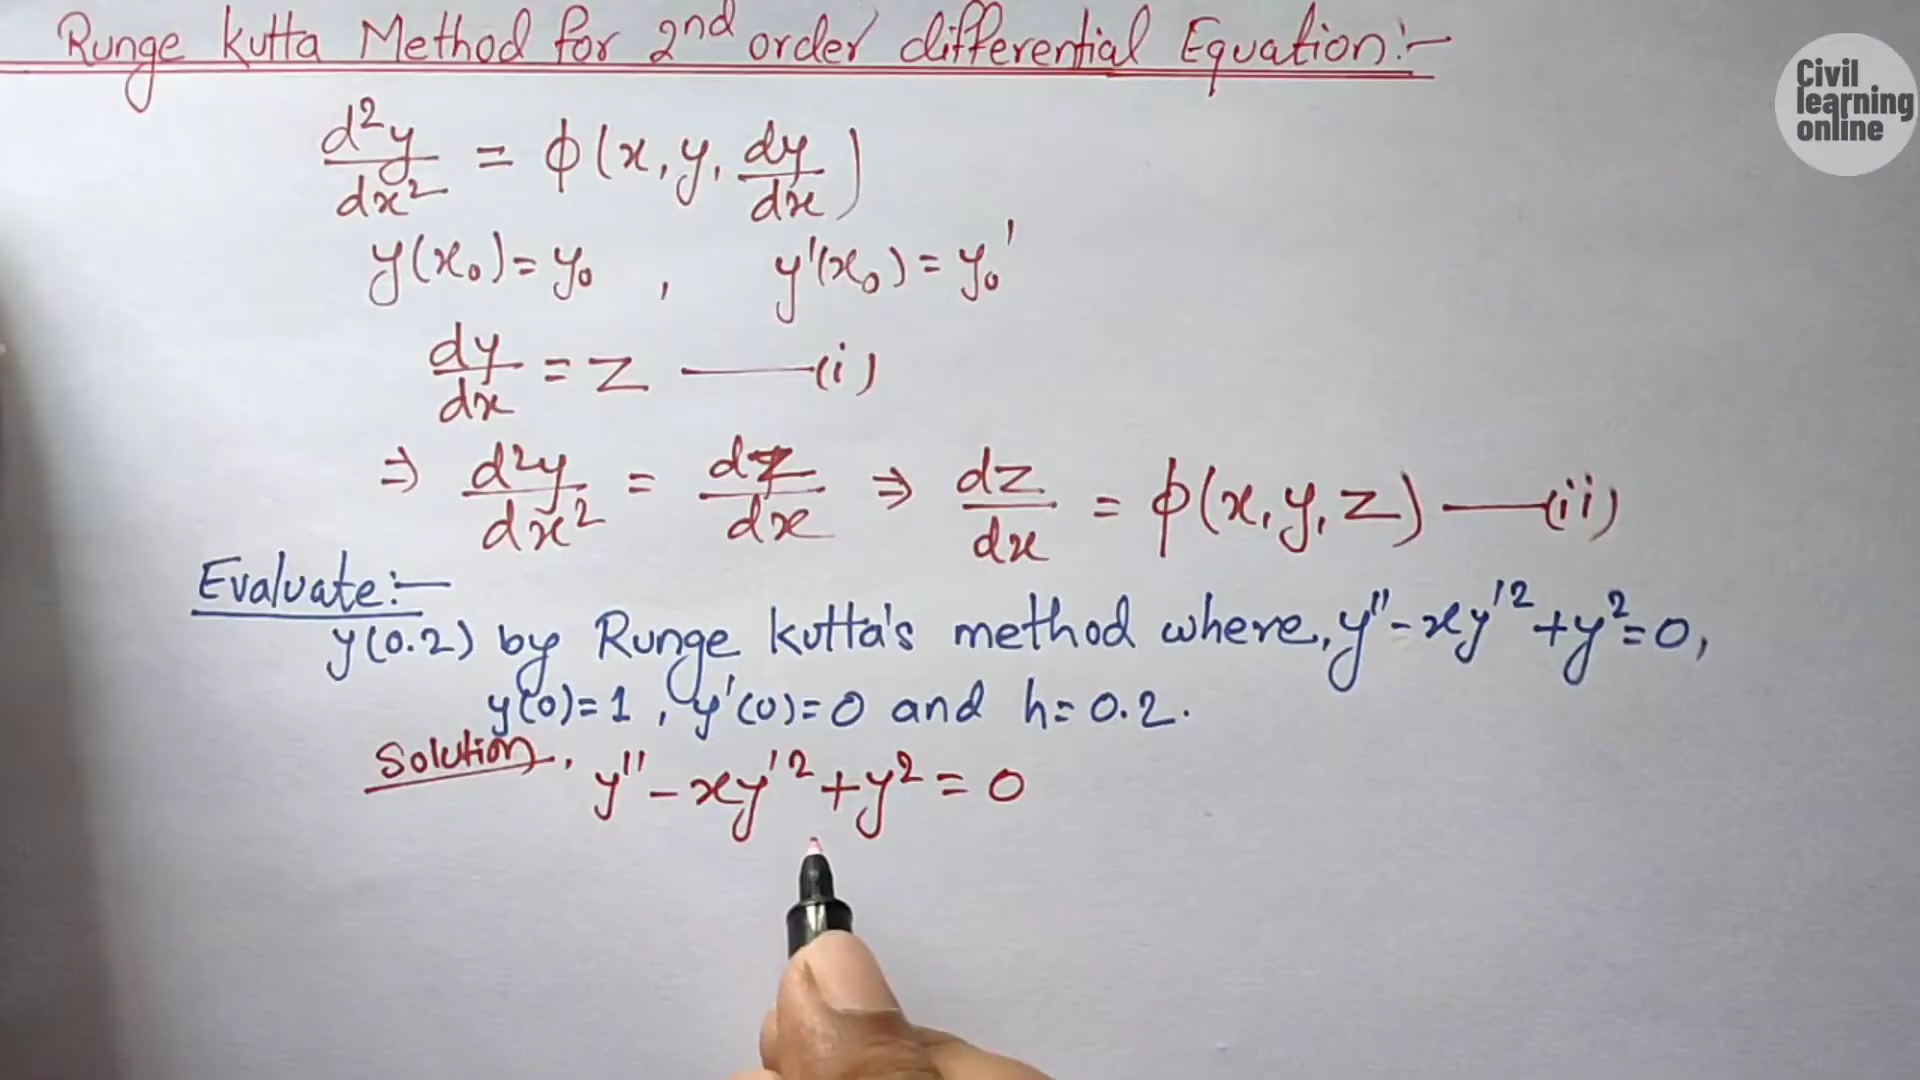 Runge Kutta Method for 2nd order differential Equation:-
Civil
learning
online
d²y/dx² = φ(x, y, dy/dx)
y(x₀) = y₀ , y'(x₀) = y₀'
dy/dx = z —— (i)
⇒ d²y/dx² = dz/dx ⇒ dz/dx = φ(x, y, z) —— (ii)
Evaluate:-
y(0.2) by Runge Kutta's method where, y'' - xy'² + y² = 0,
y(0) = 1 , y'(0) = 0 and h = 0.2.
Solution, y'' - xy'² + y² = 0